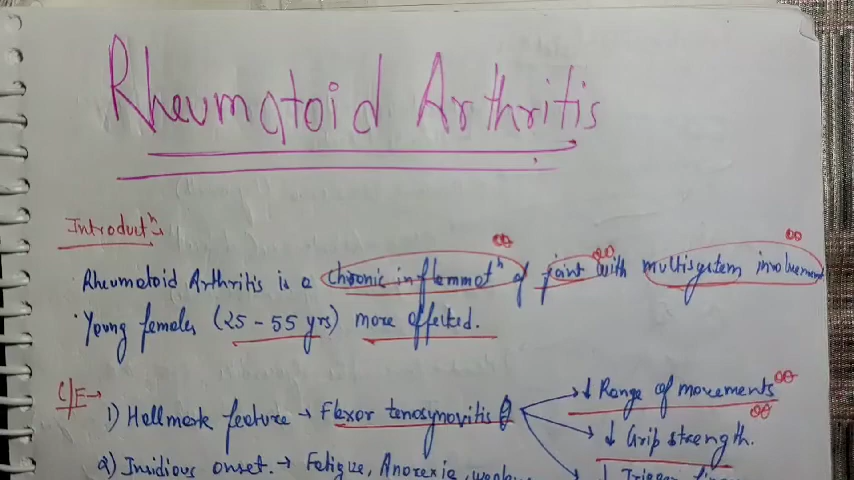 Rheumatoid Arthritis
Introductⁿ:-
Rheumatoid Arthritis is a chronic inflammatⁿ of joint with multisystem involvement
· Young females (25-55 yrs) more affected.
C/F→
1) Hallmark feature → Flexor tenosynovitis
↓ Range of movements
↓ Grip strength.
2) Insidious onset. → Fatigue, Anorexia,
↓ Trigger